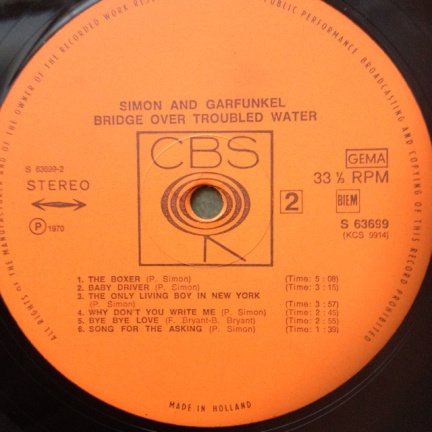 OF THE OWNER OF THE RECORDED WORK RESE
PUBLIC PERFORMANCE, BROADCASTING AND COPYING OF THIS RECORD PROHIBITED
ALL RIGHTS OF THE MANUFACTURER AND
SIMON AND GARFUNKEL
BRIDGE OVER TROUBLED WATER
CBS
S 63699-2
STEREO
GEMA
33 ⅓ RPM
2
BIEM
S 63699
(KCS 9914)
P 1970
1. THE BOXER (P. Simon) (Time: 5 : 08)
2. BABY DRIVER (P. Simon) (Time: 3 : 15)
3. THE ONLY LIVING BOY IN NEW YORK
(P. Simon) (Time: 3 : 57)
4. WHY DON'T YOU WRITE ME (P. Simon) (Time: 2 : 45)
5. BYE BYE LOVE (F. Bryant-B. Bryant) (Time: 2 : 55)
6. SONG FOR THE ASKING (P. Simon) (Time: 1 : 39)
MADE IN HOLLAND